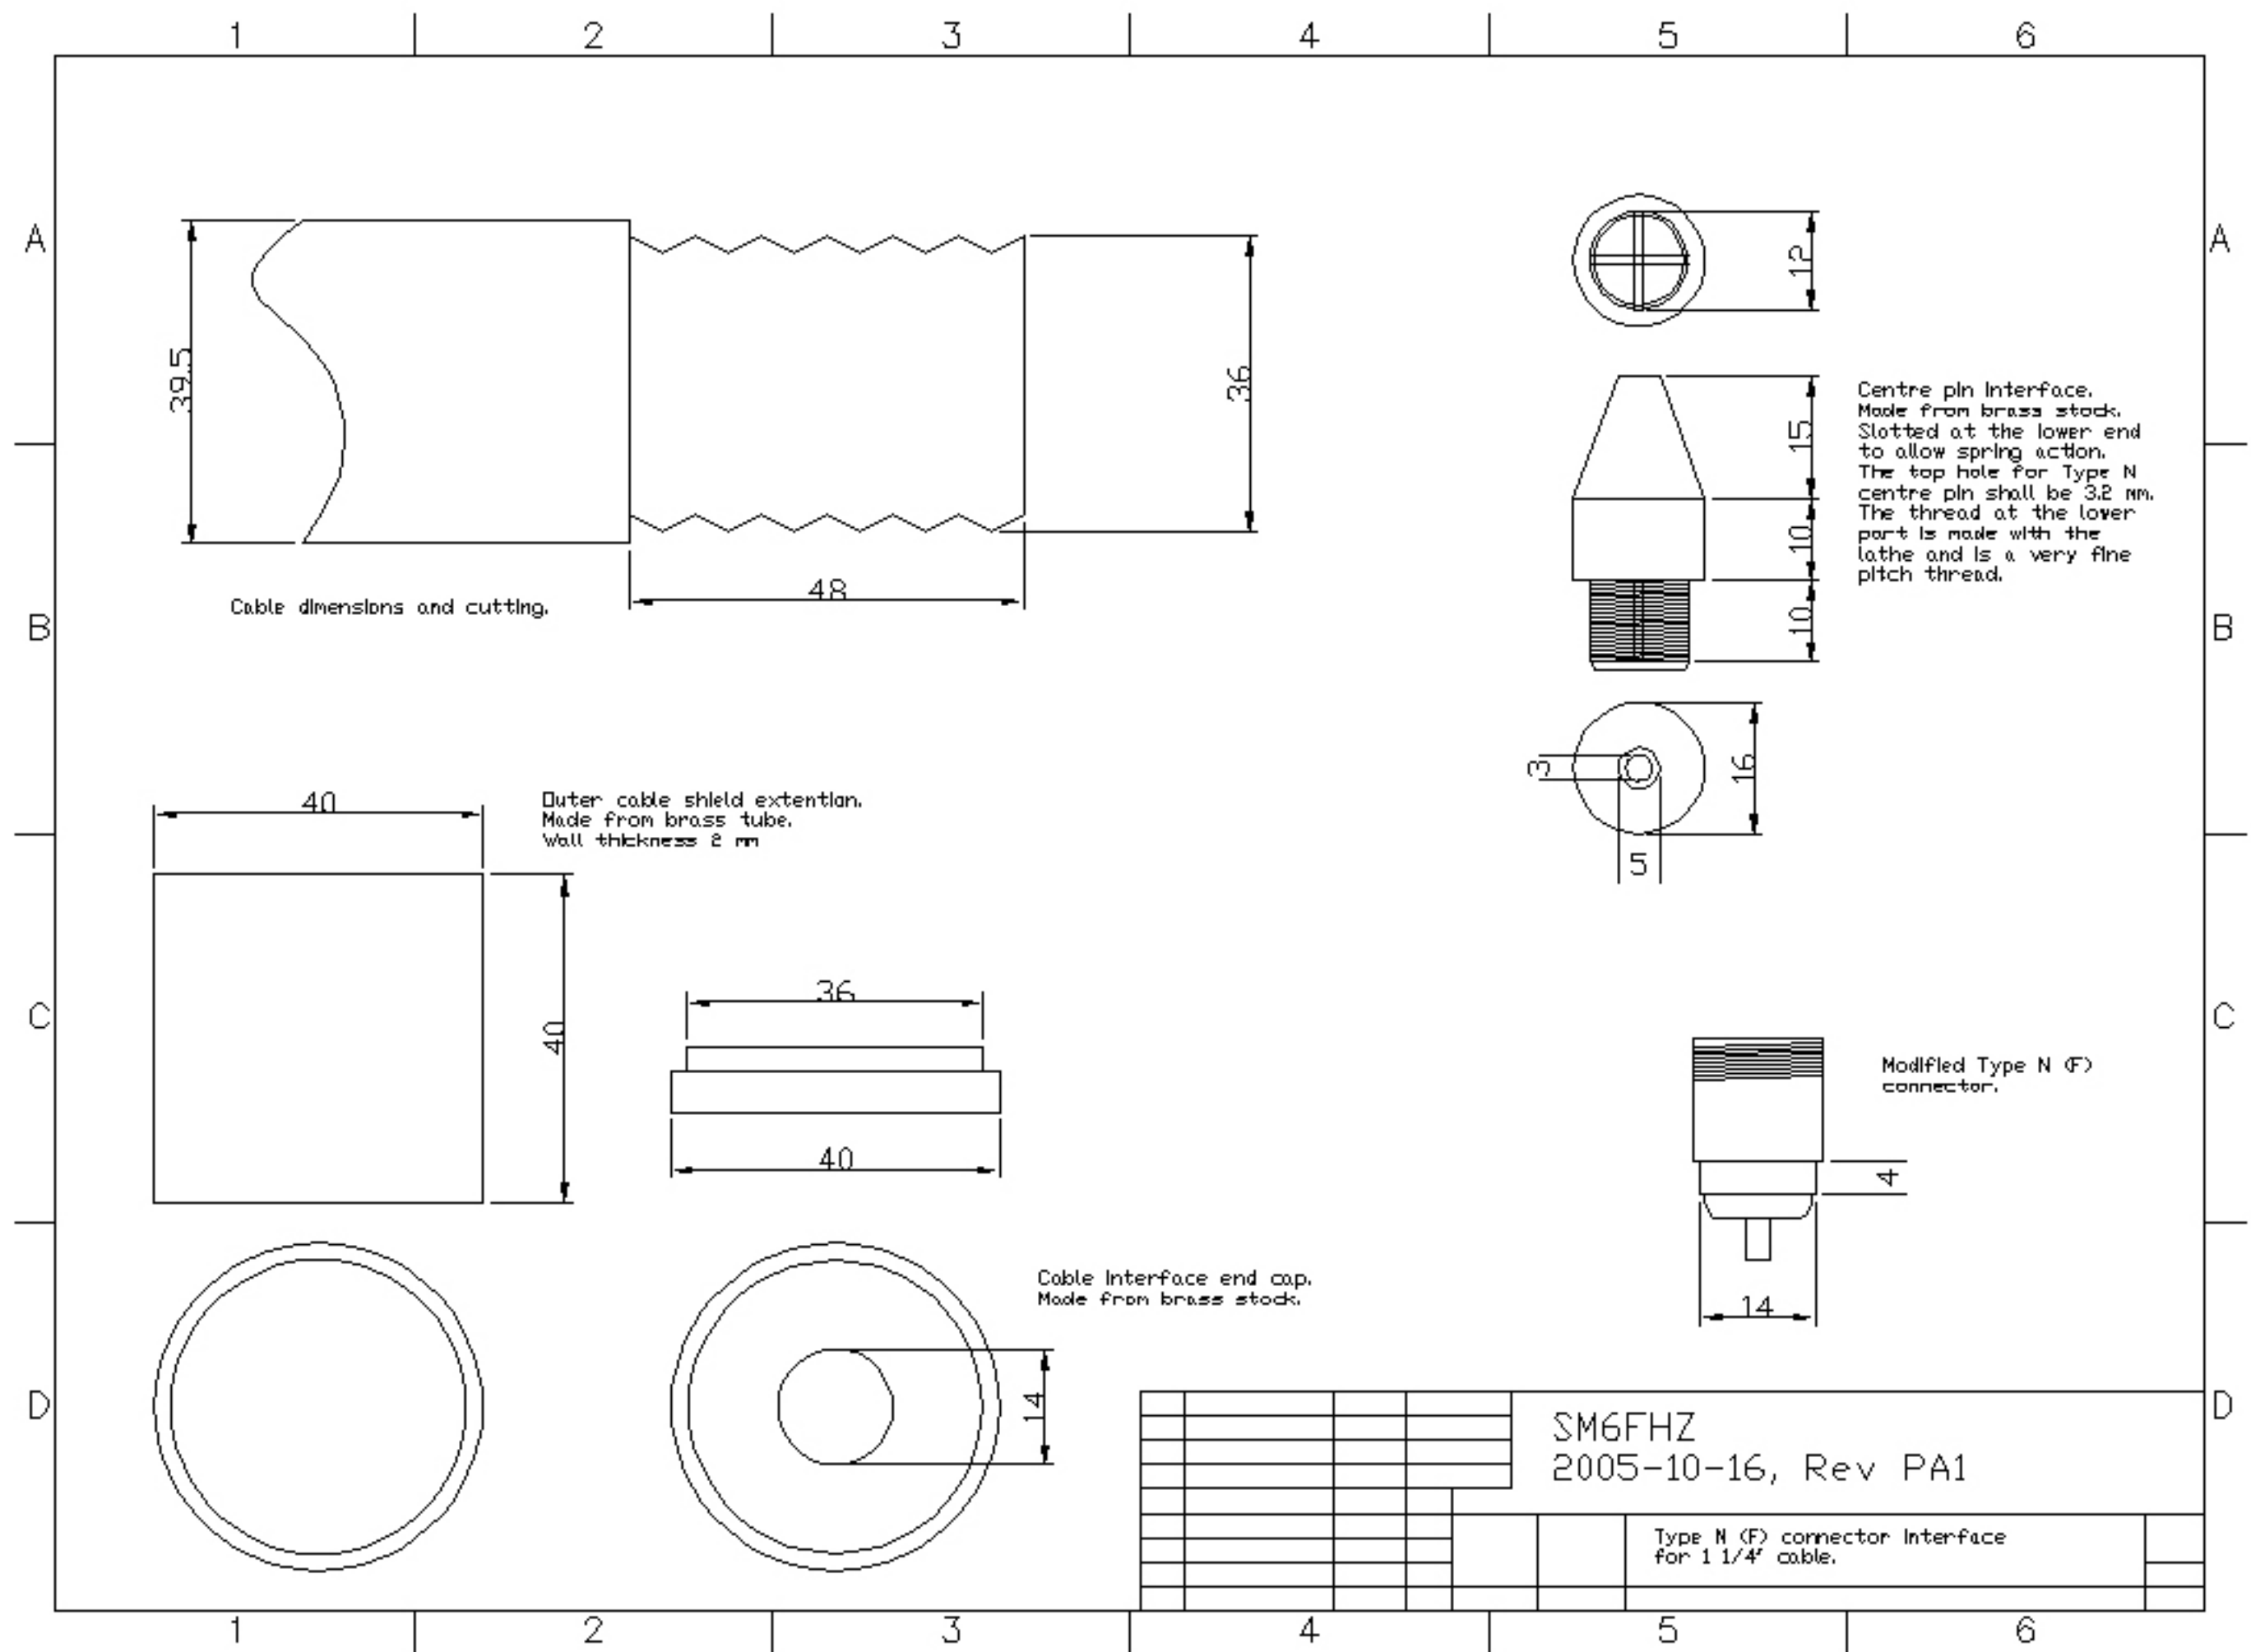 1 2 3 4 5 6
A A
39.5
36
48
Cable dimensions and cutting.
12
15
10
10
Centre pin interface.
Made from brass stock.
Slotted at the lower end
to allow spring action.
The top hole for Type N
centre pin shall be 3.2 mm.
The thread at the lower
part is made with the
lathe and is a very fine
pitch thread.
B B
3
16
5
40
Outer cable shield extention.
Made from brass tube.
Wall thickness 2 mm
40
C C
36
40
Modified Type N (F)
connector.
4
14
Cable interface end cap.
Made from brass stock.
14
D D
SM6FHZ
2005-10-16, Rev PA1
Type N (F) connector interface
for 1 1/4" cable.
1 2 3 4 5 6